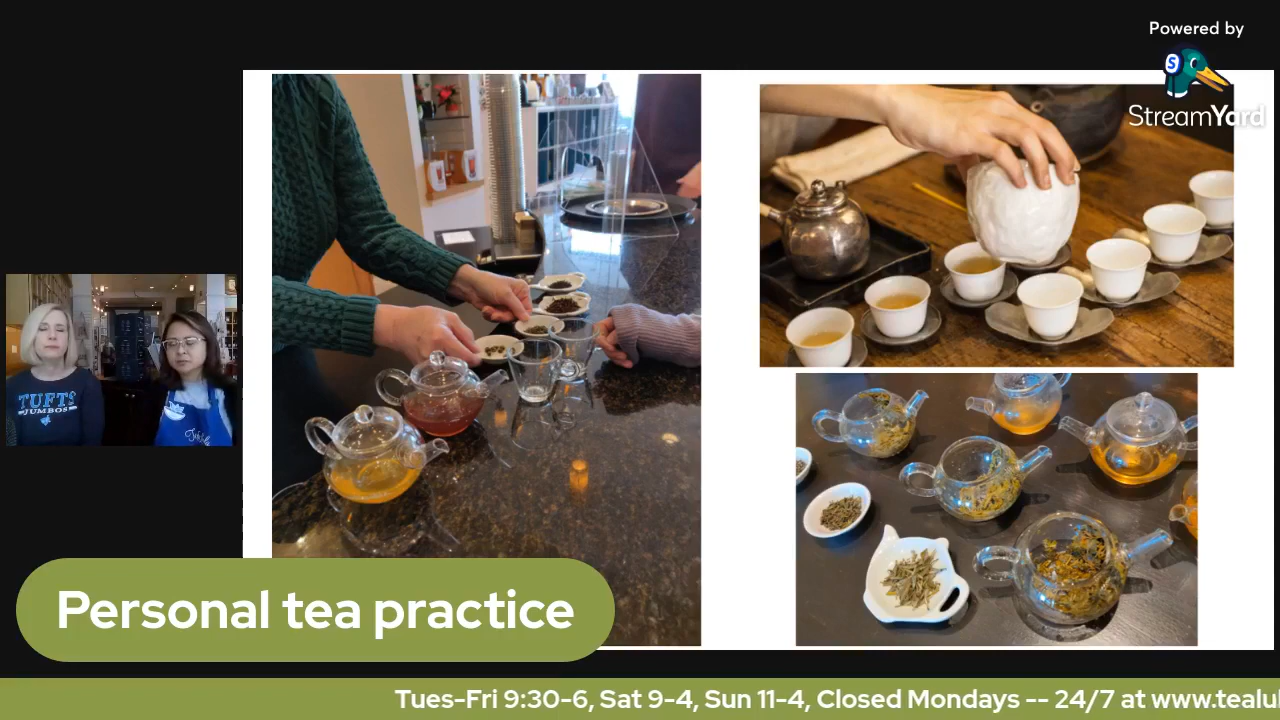 Powered by
StreamYard
TUFTS
JUMBOS
Personal tea practice
Tues-Fri 9:30-6, Sat 9-4, Sun 11-4, Closed Mondays -- 24/7 at www.tealu